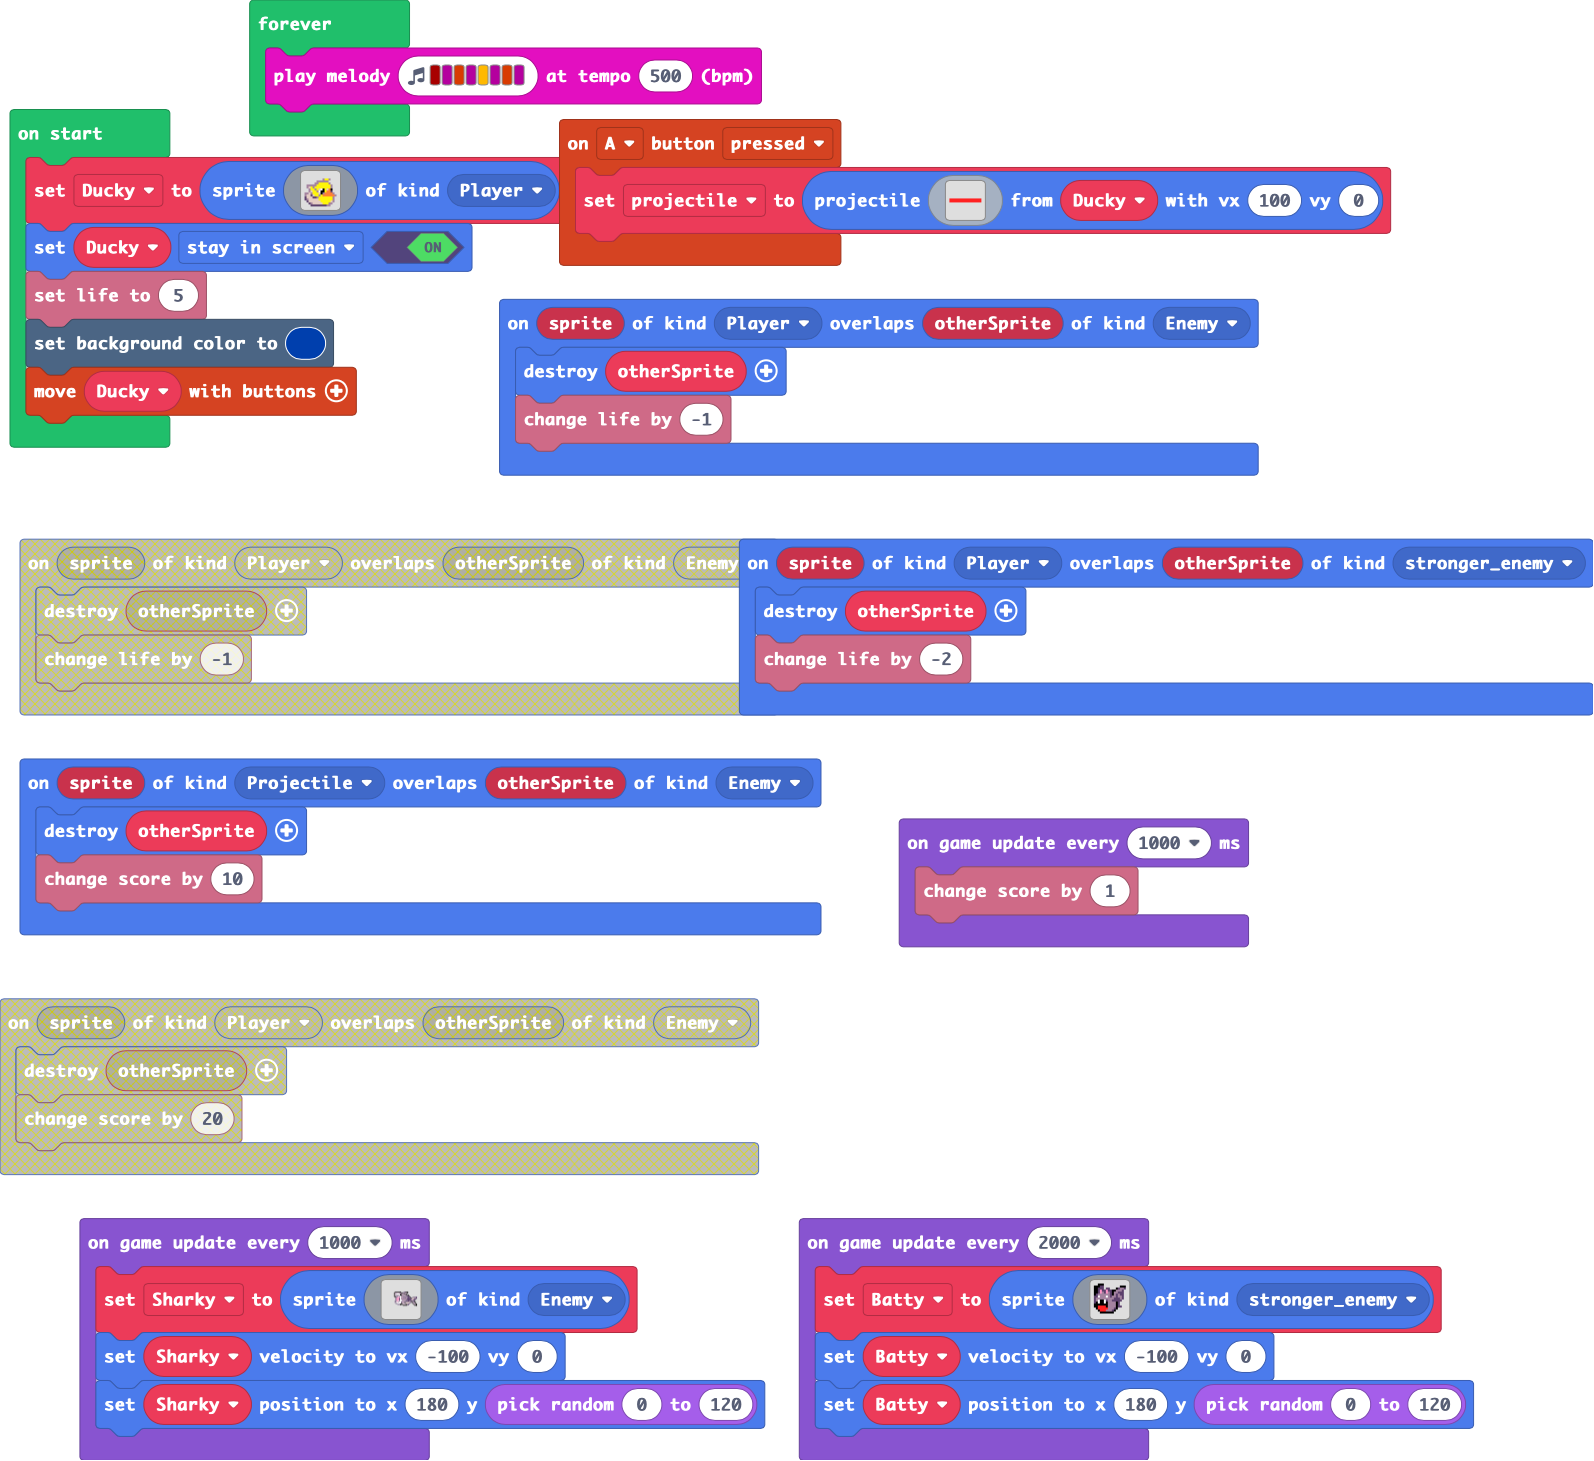 forever
play melody at tempo 500 (bpm)
on start
set Ducky to sprite of kind Player
set Ducky stay in screen ON
set life to 5
set background color to
move Ducky with buttons
on A button pressed
set projectile to projectile from Ducky with vx 100 vy 0
on sprite of kind Player overlaps otherSprite of kind Enemy
destroy otherSprite
change life by -1
on sprite of kind Player overlaps otherSprite of kind Enemy
destroy otherSprite
change life by -1
on sprite of kind Player overlaps otherSprite of kind stronger_enemy
destroy otherSprite
change life by -2
on sprite of kind Projectile overlaps otherSprite of kind Enemy
destroy otherSprite
change score by 10
on game update every 1000 ms
change score by 1
on sprite of kind Player overlaps otherSprite of kind Enemy
destroy otherSprite
change score by 20
on game update every 1000 ms
set Sharky to sprite of kind Enemy
set Sharky velocity to vx -100 vy 0
set Sharky position to x 180 y pick random 0 to 120
on game update every 2000 ms
set Batty to sprite of kind stronger_enemy
set Batty velocity to vx -100 vy 0
set Batty position to x 180 y pick random 0 to 120